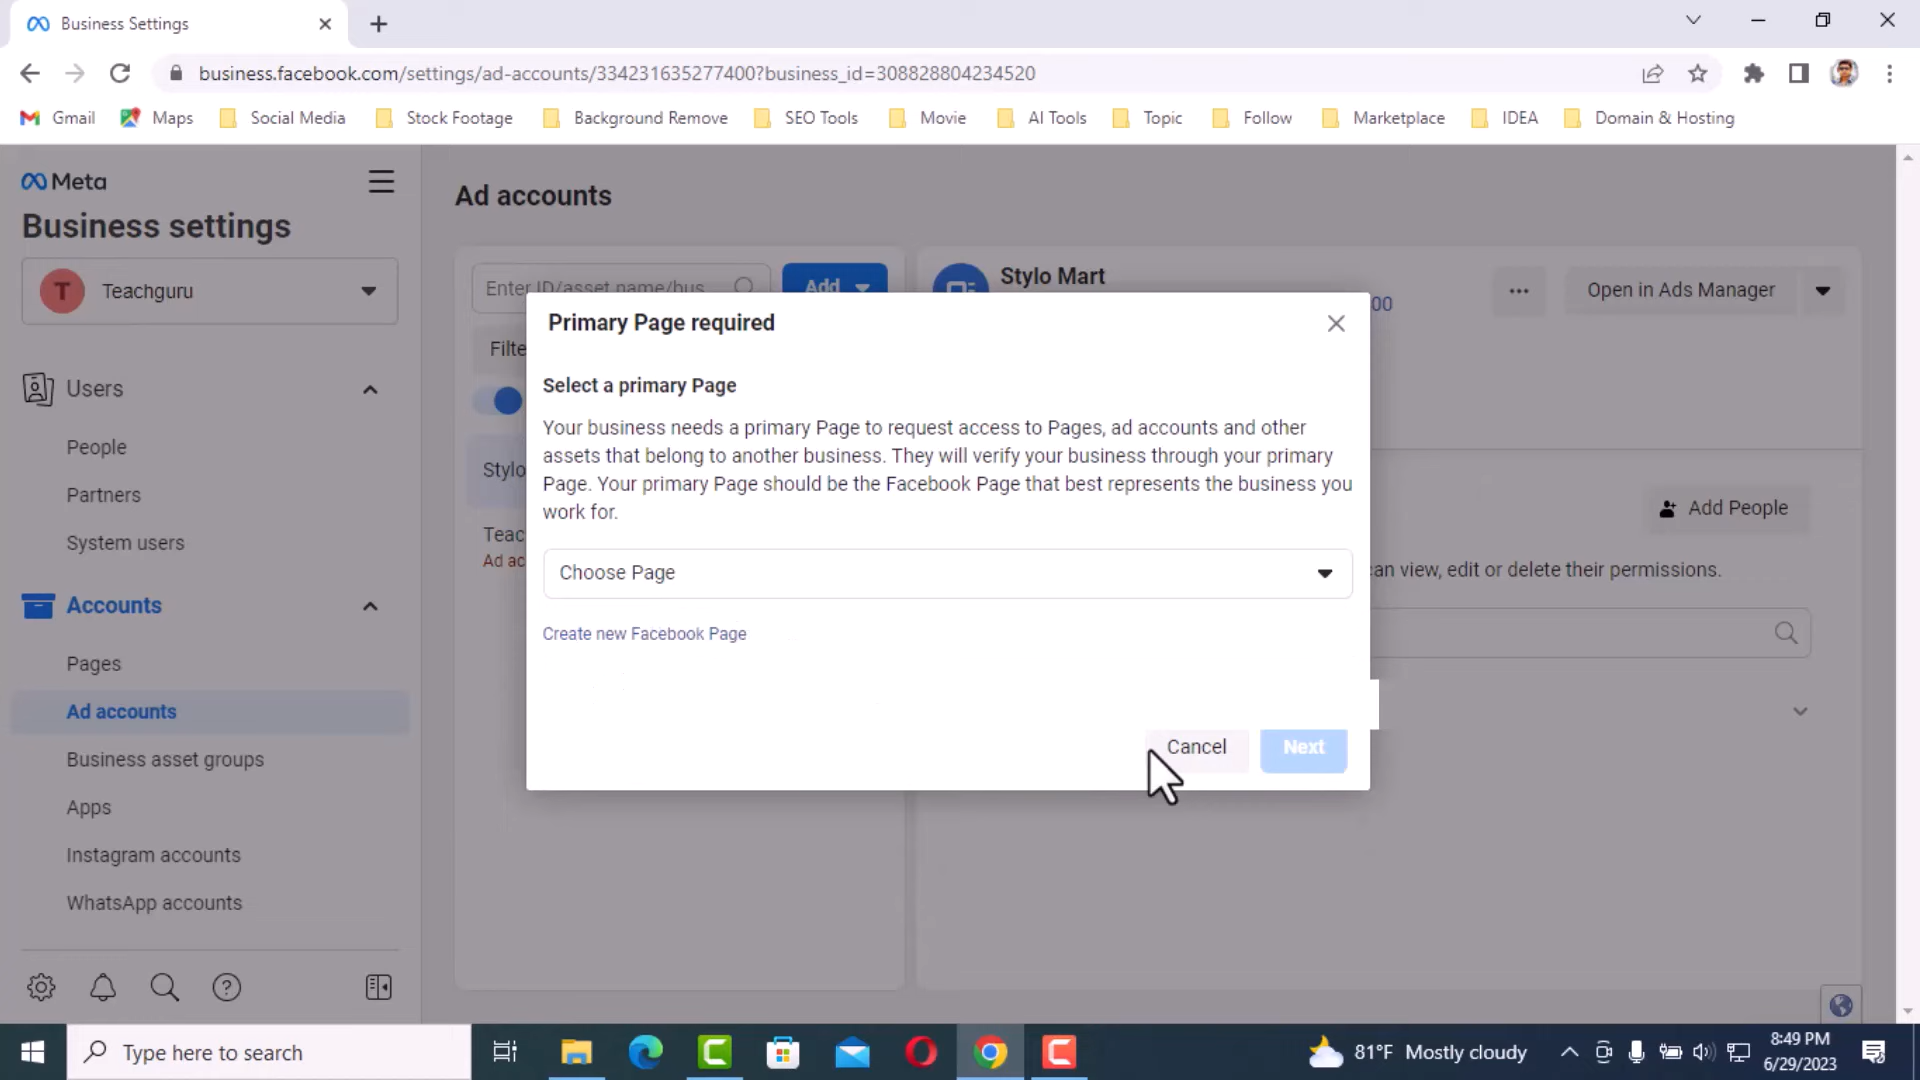 Business Settings
business.facebook.com/settings/ad-accounts/334231635277400?business_id=308828804234520
Gmail Maps Social Media Stock Footage Background Remove SEO Tools Movie AI Tools Topic Follow Marketplace IDEA Domain & Hosting
Meta
Business settings
T Teachguru
Users
People
Partners
System users
Accounts
Pages
Ad accounts
Business asset groups
Apps
Instagram accounts
WhatsApp accounts
Ad accounts
Enter ID/asset name/bus
Add
Filte
Stylo
Teac
Ad ac
Stylo Mart
00
Open in Ads Manager
Add People
can view, edit or delete their permissions.
Primary Page required
Select a primary Page
Your business needs a primary Page to request access to Pages, ad accounts and other
assets that belong to another business. They will verify your business through your primary
Page. Your primary Page should be the Facebook Page that best represents the business you
work for.
Choose Page
Create new Facebook Page
Cancel Next
Type here to search
81°F Mostly cloudy
8:49 PM
6/29/2023